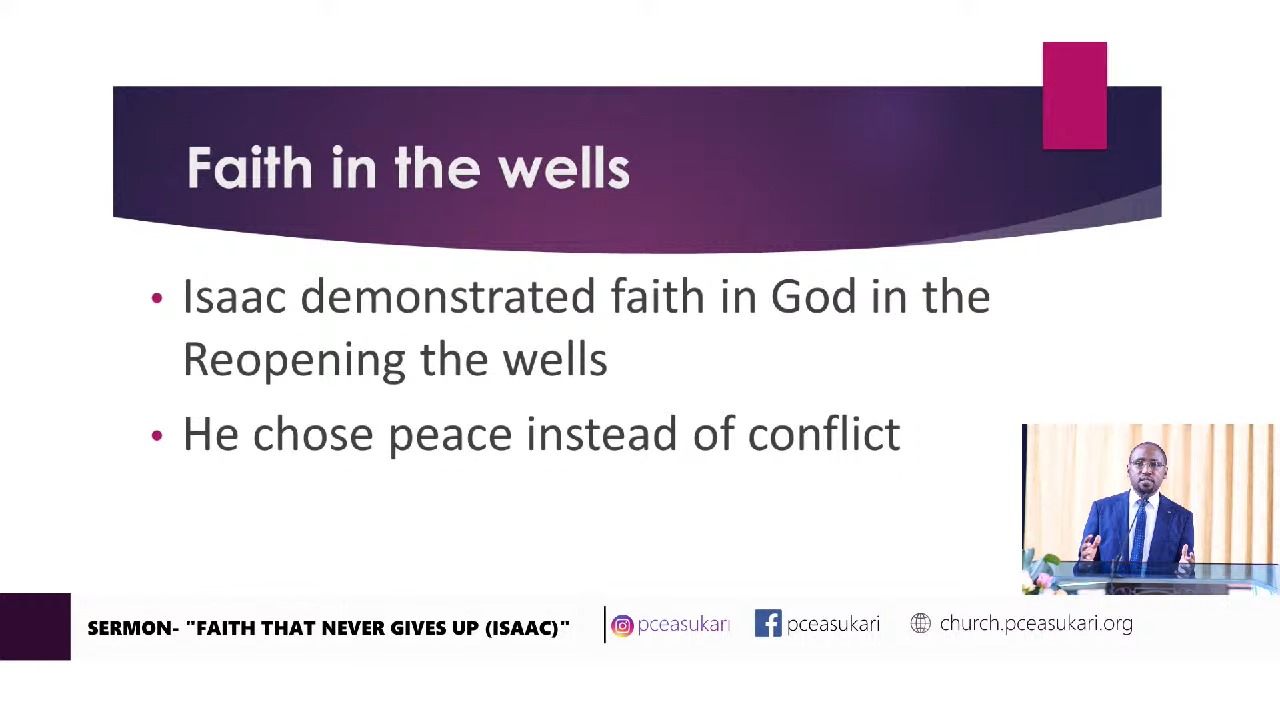 Faith in the wells
• Isaac demonstrated faith in God in the
Reopening the wells
• He chose peace instead of conflict
SERMON- "FAITH THAT NEVER GIVES UP (ISAAC)"
pceasukari
pceasukari
church.pceasukari.org